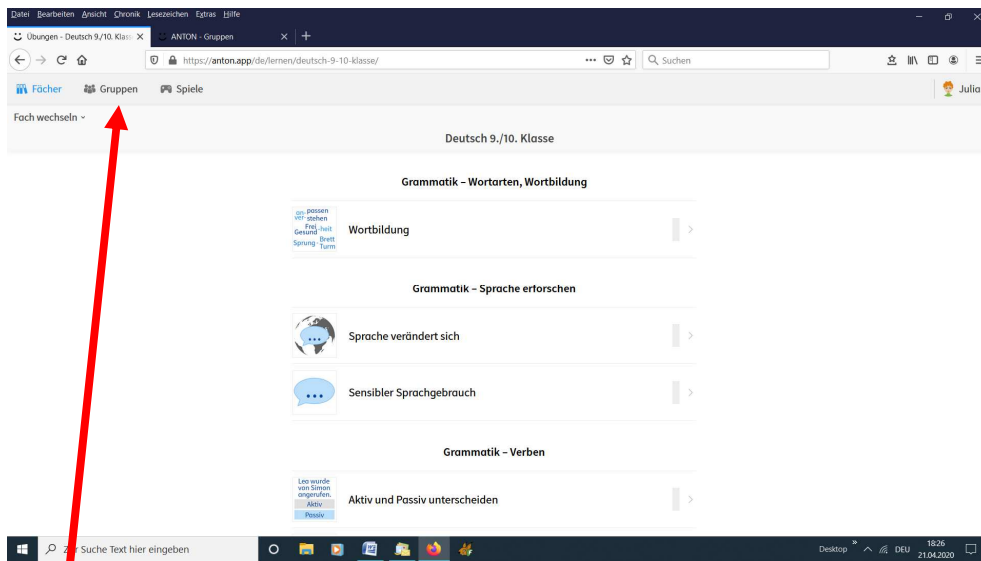 Datei Bearbeiten Ansicht Chronik Lesezeichen Extras Hilfe
Übungen - Deutsch 9./10. Klass
ANTON - Gruppen
https://anton.app/de/lernen/deutsch-9-10-klasse/
Suchen
Fächer Gruppen Spiele Julia
Fach wechseln
Deutsch 9./10. Klasse
Grammatik – Wortarten, Wortbildung
an- passen
ver- stehen
Frei -heit
Gesund
Sprung- Brett
Turm
Wortbildung
Grammatik – Sprache erforschen
Sprache verändert sich
Sensibler Sprachgebrauch
Grammatik – Verben
Lea wurde
von Simon
angerufen.
Aktiv
Passiv
Aktiv und Passiv unterscheiden
Suche Text hier eingeben
Desktop
DEU
18:26
21.04.2020